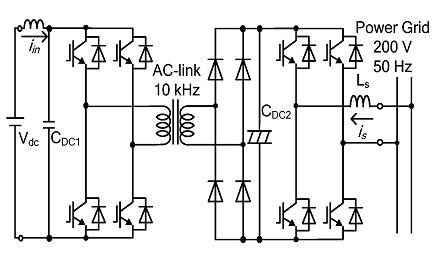 Power Grid
200 V
50 Hz
i_in
AC-link
10 kHz
L_s
V_dc
C_DC1
C_DC2
i_s